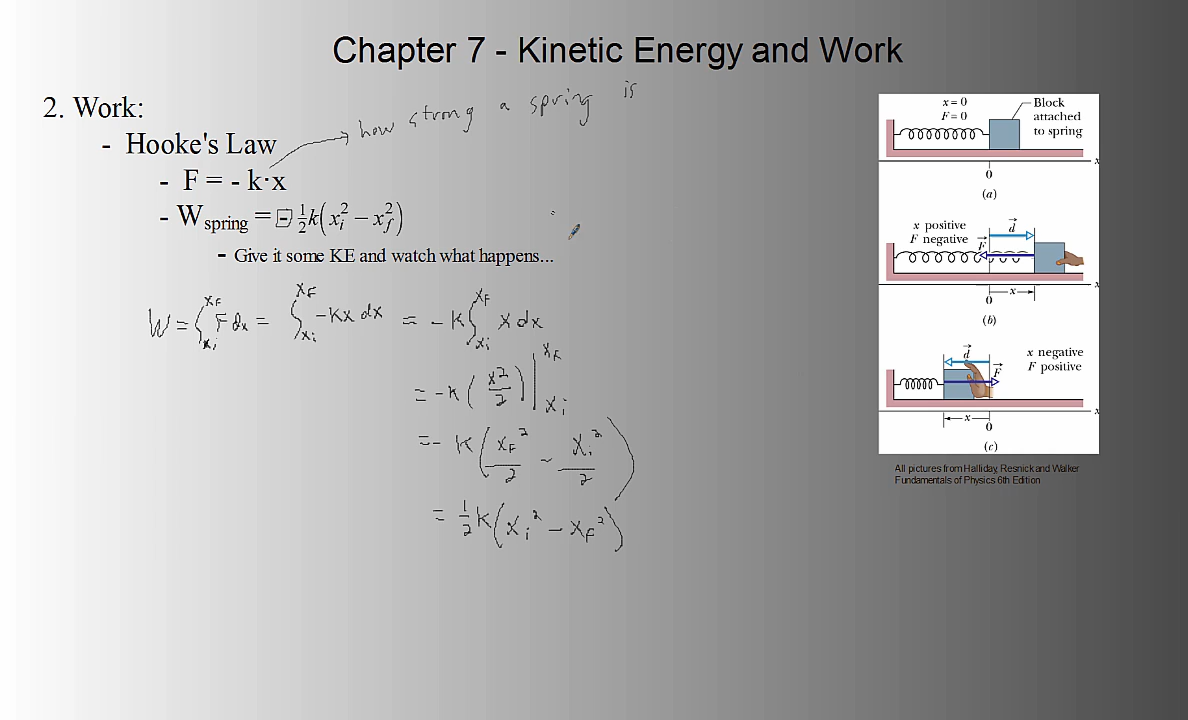 Chapter 7 - Kinetic Energy and Work
2. Work:
how strong a spring is
- Hooke's Law
- F = - k·x
- W_spring = - ½k(x_i² − x_f²)
- Give it some KE and watch what happens...
W = ∫_{x_i}^{x_F} F dx = ∫_{x_i}^{x_F} -Kx dx = -K ∫_{x_i}^{x_F} x dx
= -K (x²/2) |_{x_i}^{x_F}
= - K (x_F²/2 - x_i²/2)
= ½ K (x_i² - x_F²)
x = 0
F = 0
Block
attached
to spring
x
0
(a)
x positive
F negative
d
F
x
0
x
(b)
d
x negative
F positive
F
x
0
x
(c)
All pictures from Halliday, Resnick and Walker
Fundamentals of Physics 6th Edition